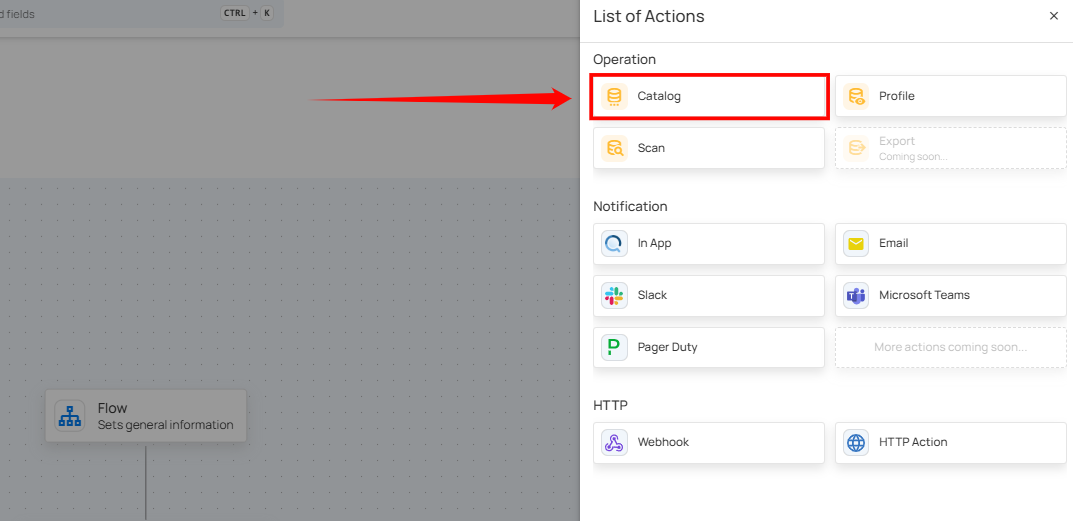 d fields
CTRL + K
List of Actions
Operation
Catalog
Profile
Scan
Export
Coming soon...
Notification
In App
Email
Slack
Microsoft Teams
Pager Duty
More actions coming soon...
HTTP
Webhook
HTTP Action
Flow
Sets general information